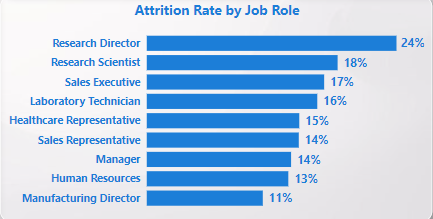 Attrition Rate by Job Role
Research Director 24%
Research Scientist 18%
Sales Executive 17%
Laboratory Technician 16%
Healthcare Representative 15%
Sales Representative 14%
Manager 14%
Human Resources 13%
Manufacturing Director 11%